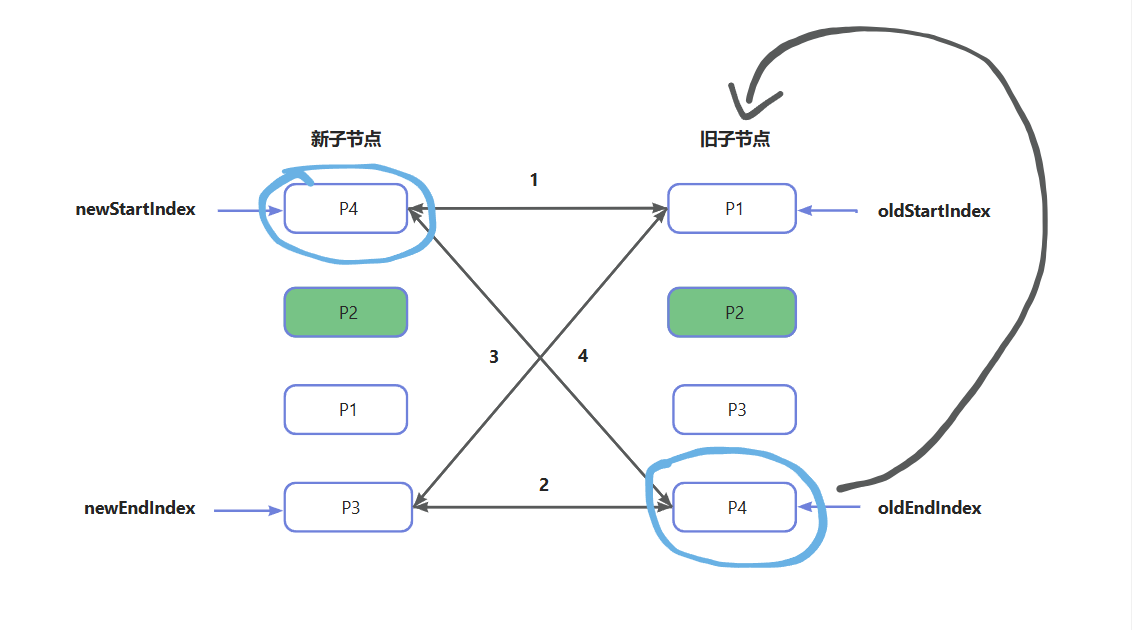 新子节点
旧子节点
1
newStartIndex
P4
P1
oldStartIndex
P2
P2
3
4
P1
P3
2
newEndIndex
P3
P4
oldEndIndex